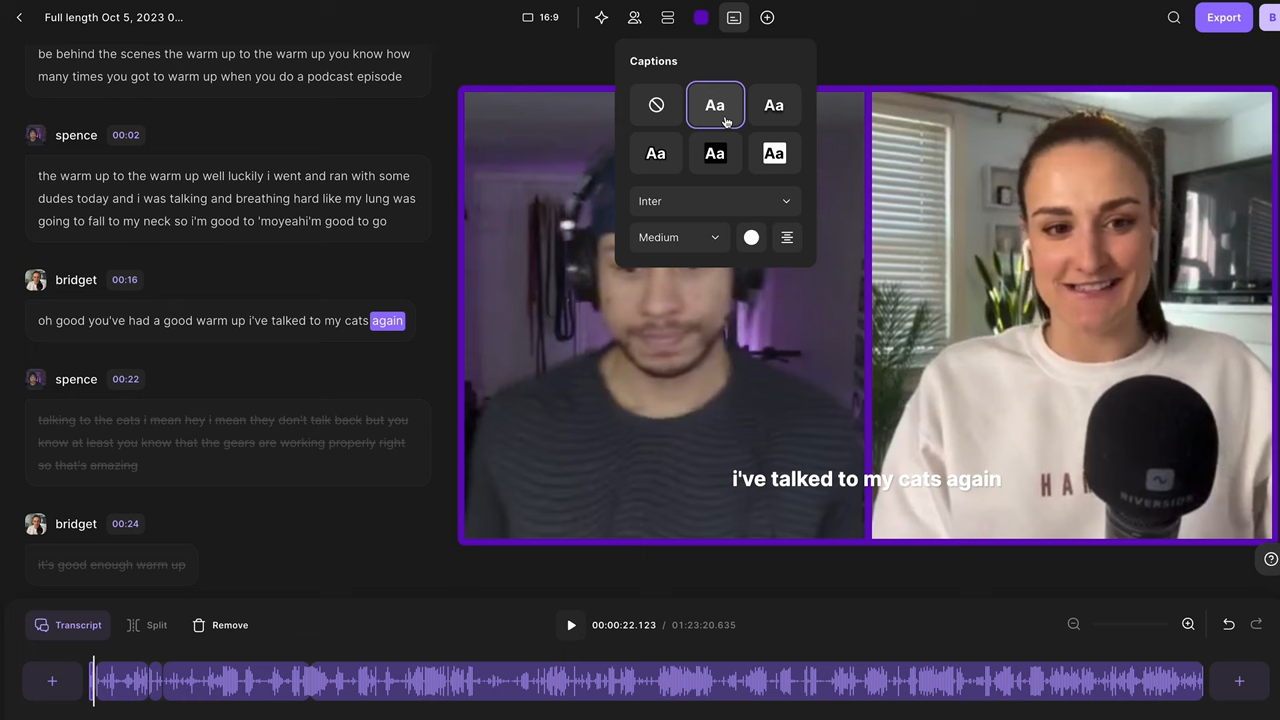 Full length Oct 5, 2023 0...
16:9
Export
B
be behind the scenes the warm up to the warm up you know how
many times you got to warm up when you do a podcast episode
spence 00:02
the warm up to the warm up well luckily i went and ran with some
dudes today and i was talking and breathing hard like my lung was
going to fall to my neck so i'm good to 'moyeahi'm good to go
bridget 00:16
oh good you've had a good warm up i've talked to my cats again
spence 00:22
talking to the cats i mean hey i mean they don't talk back but you
know at least you know that the gears are working properly right
so that's amazing
bridget 00:24
it's good enough warm up
Captions
Aa Aa
Aa Aa Aa
Inter
Medium
i've talked to my cats again
RIVERSIDE
Transcript Split Remove
00:00:22.123 / 01:23:20.635